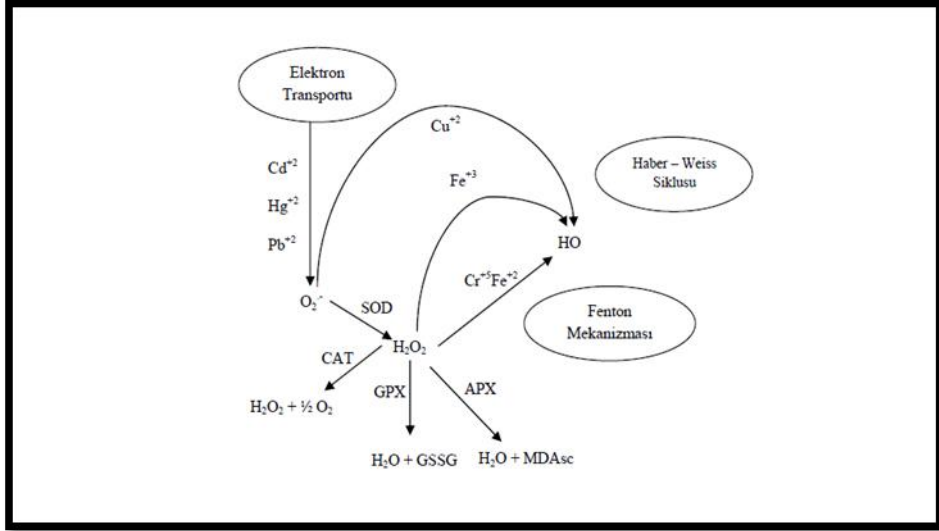 Elektron
Transportu
Cu⁺²
Haber – Weiss
Siklusu
Cd⁺²
Fe⁺³
Hg⁺²
Pb⁺²
HO
Cr⁺⁵Fe⁺²
O₂⁻
SOD
Fenton
Mekanizması
H₂O₂
CAT
GPX
APX
H₂O₂ + ½ O₂
H₂O + GSSG
H₂O + MDAsc